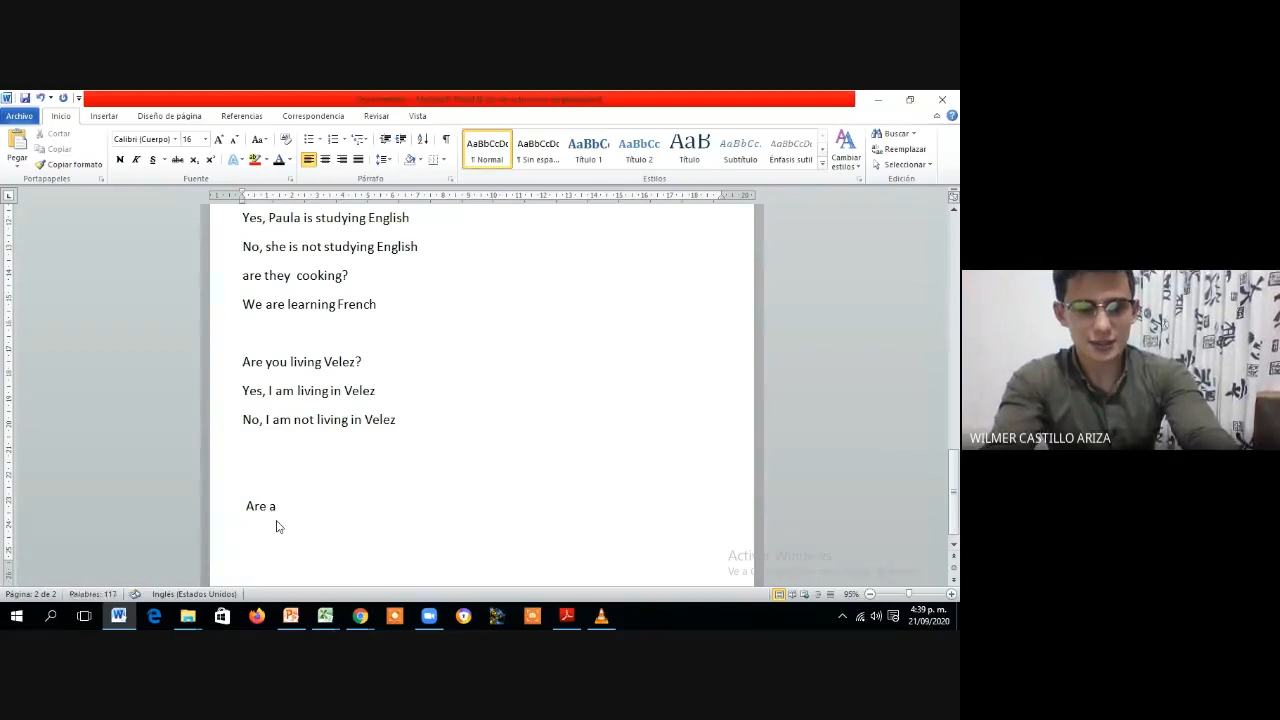 Archivo Inicio Insertar Diseño de página Referencias Correspondencia Revisar Vista
Pegar
Cortar
Copiar
Copiar formato
Portapapeles
Calibri (Cuerpo) 16
Fuente
Párrafo
AaBbCcDc AaBbCcDc AaBbC AaBbCc AaB AaBbCc. AaBbCcDc
¶ Normal ¶ Sin espa... Título 1 Título 2 Título Subtítulo Énfasis sutil
Cambiar estilos
Estilos
Buscar
Reemplazar
Seleccionar
Edición
Yes, Paula is studying English
No, she is not studying English
are they  cooking?
We are learning French
Are you living Velez?
Yes, I am living in Velez
No, I am not living in Velez
Are a
WILMER CASTILLO ARIZA
Página: 2 de 2 Palabras: 117 Inglés (Estados Unidos) 95%
4:39 p. m.
21/09/2020